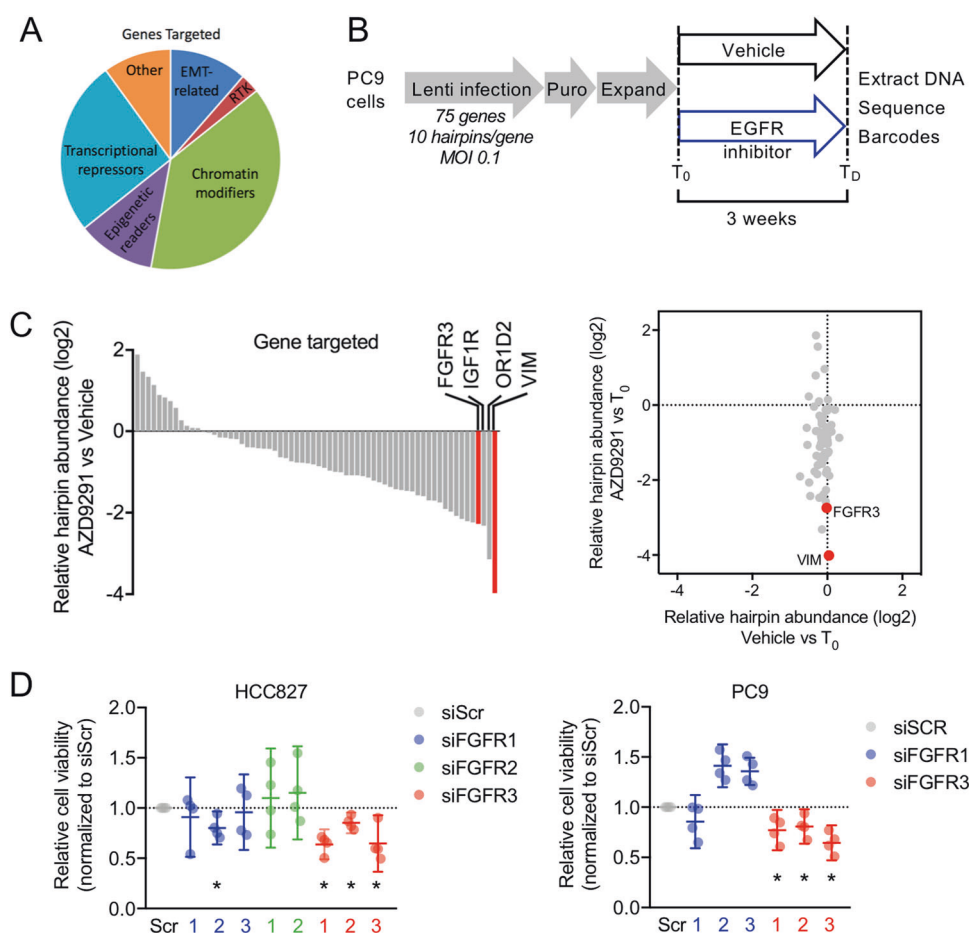 A
Genes Targeted
Other
EMT-
related
RTK
Transcriptional
repressors
Chromatin
modifiers
Epigenetic
readers
B
PC9
cells
Lenti infection
Puro
Expand
75 genes
10 hairpins/gene
MOI 0.1
Vehicle
EGFR
inhibitor
T0
TD
3 weeks
Extract DNA
Sequence
Barcodes
C
Gene targeted
FGFR3
IGF1R
OR1D2
VIM
Relative hairpin abundance (log2)
AZD9291 vs Vehicle
2
0
-2
-4
Relative hairpin abundance (log2)
AZD9291 vs T0
2
0
-2
-4
FGFR3
VIM
-4 -2 0 2
Relative hairpin abundance (log2)
Vehicle vs T0
D
HCC827
Relative cell viability
(normalized to siScr)
2.0
1.5
1.0
0.5
0.0
* * * *
Scr 1 2 3 1 2 1 2 3
siScr
siFGFR1
siFGFR2
siFGFR3
PC9
Relative cell viability
(normalized to siScr)
2.0
1.5
1.0
0.5
0.0
* * *
Scr 1 2 3 1 2 3
siSCR
siFGFR1
siFGFR3